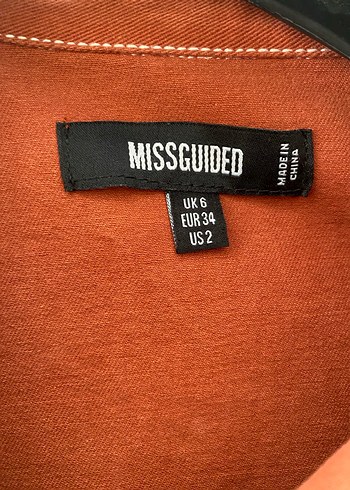 MISSGUIDED
MADE IN
CHINA
UK 6
EUR 34
US 2